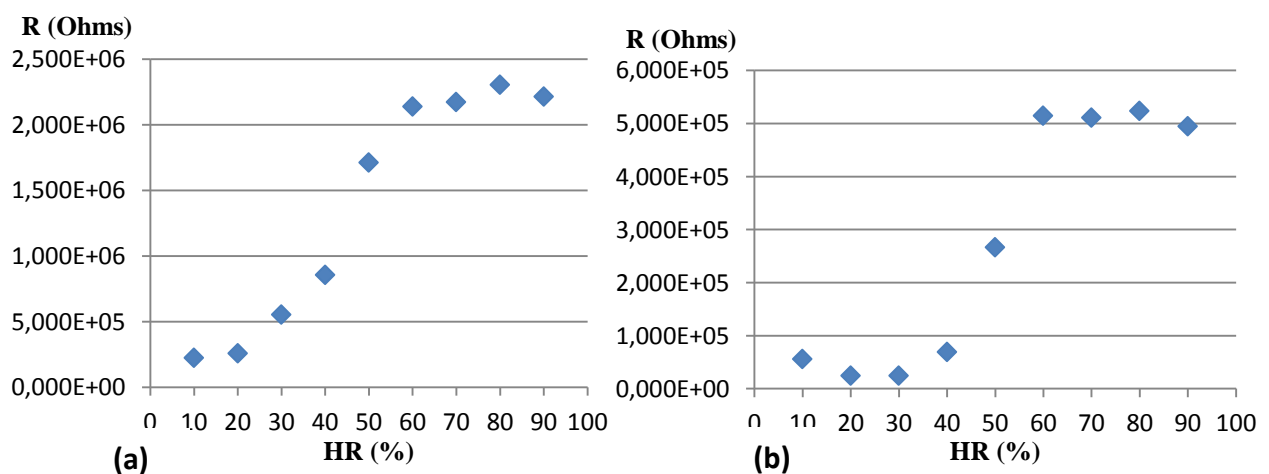 R (Ohms)
2,500E+06
2,000E+06
1,500E+06
1,000E+06
5,000E+05
0,000E+00
0 10 20 30 40 50 60 70 80 90 100
HR (%)
(a)
R (Ohms)
6,000E+05
5,000E+05
4,000E+05
3,000E+05
2,000E+05
1,000E+05
0,000E+00
0 10 20 30 40 50 60 70 80 90 100
HR (%)
(b)